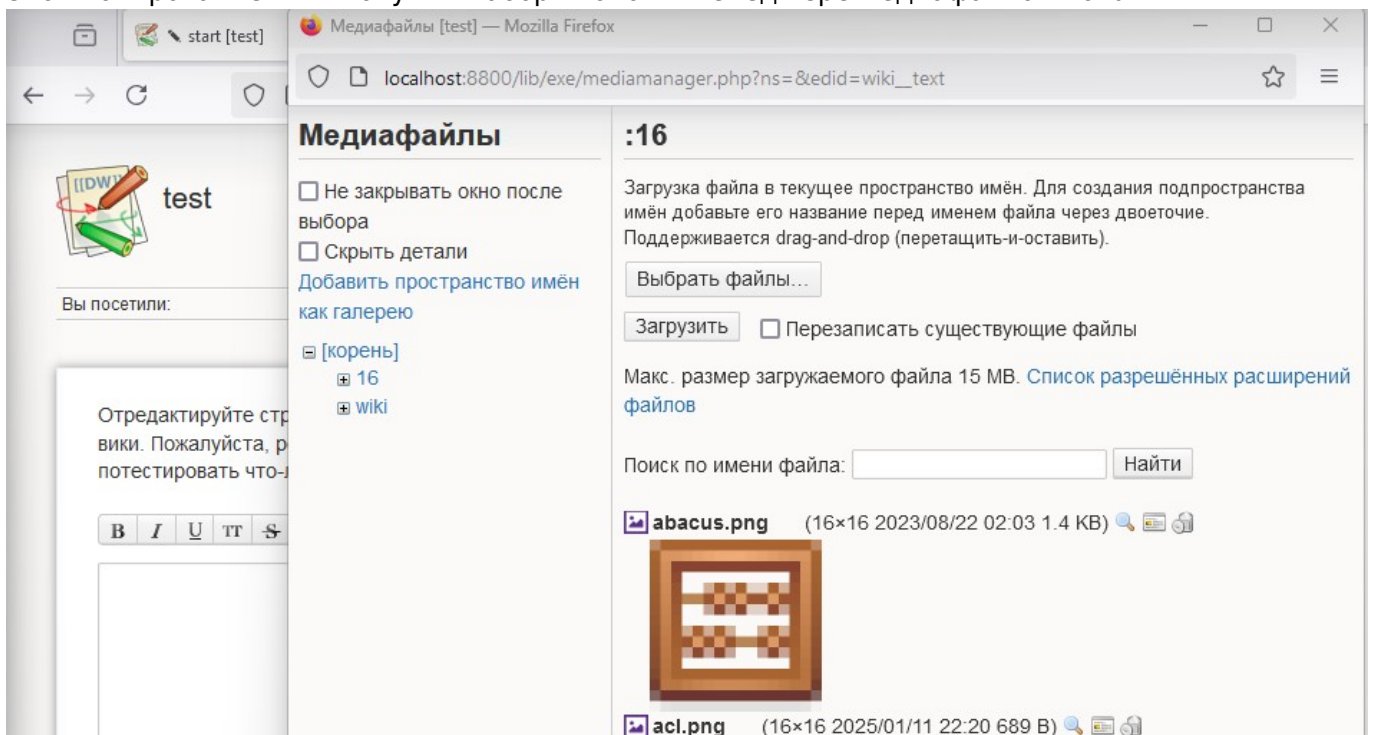 start [test]
Медиафайлы [test] — Mozilla Firefox
localhost:8800/lib/exe/mediamanager.php?ns=&edid=wiki__text
[[DW]]
test
Вы посетили:
Отредактируйте стр
вики. Пожалуйста, р
потестировать что-л
B I U TT S
Медиафайлы
Не закрывать окно после
выбора
Скрыть детали
Добавить пространство имён
как галерею
[корень]
16
wiki
:16
Загрузка файла в текущее пространство имён. Для создания подпространства
имён добавьте его название перед именем файла через двоеточие.
Поддерживается drag-and-drop (перетащить-и-оставить).
Выбрать файлы...
Загрузить Перезаписать существующие файлы
Макс. размер загружаемого файла 15 MB. Список разрешённых расширений
файлов
Поиск по имени файла: Найти
abacus.png (16×16 2023/08/22 02:03 1.4 KB)
acl.png (16×16 2025/01/11 22:20 689 B)